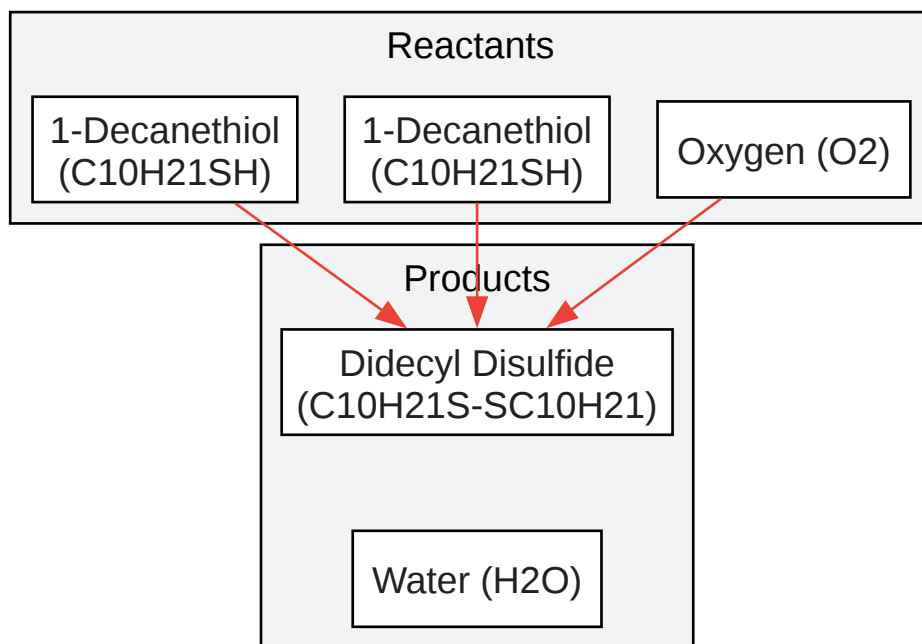 Reactants
1-Decanethiol
(C10H21SH)
1-Decanethiol
(C10H21SH)
Oxygen (O2)
Products
Didecyl Disulfide
(C10H21S-SC10H21)
Water (H2O)